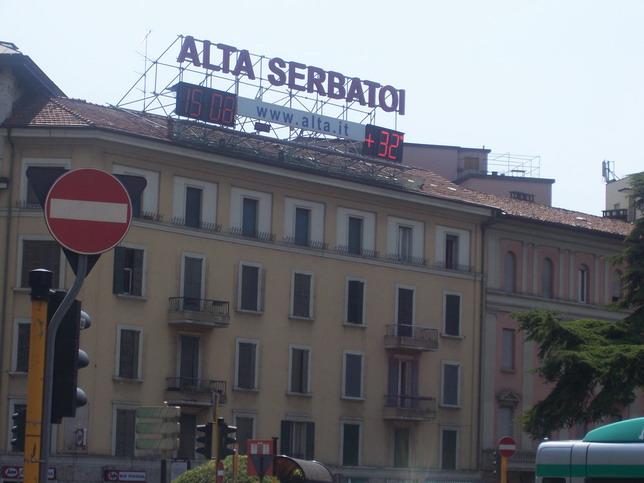 ALTA SERBATOI
15:08
www.alta.it
+32°